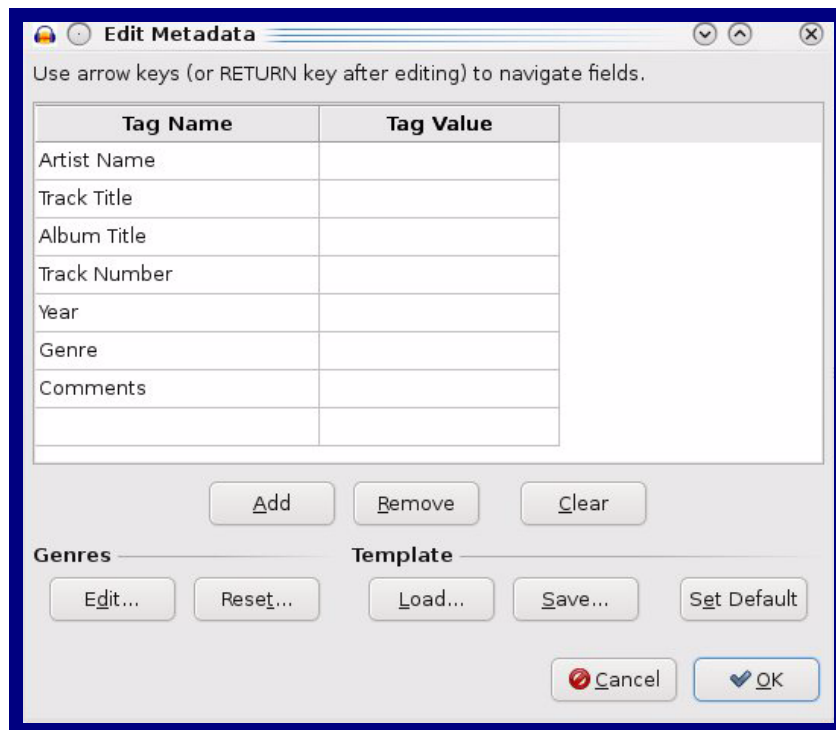 Edit Metadata
Use arrow keys (or RETURN key after editing) to navigate fields.
Tag Name Tag Value
Artist Name
Track Title
Album Title
Track Number
Year
Genre
Comments
Add Remove Clear
Genres Template
Edit... Reset... Load... Save... Set Default
Cancel OK